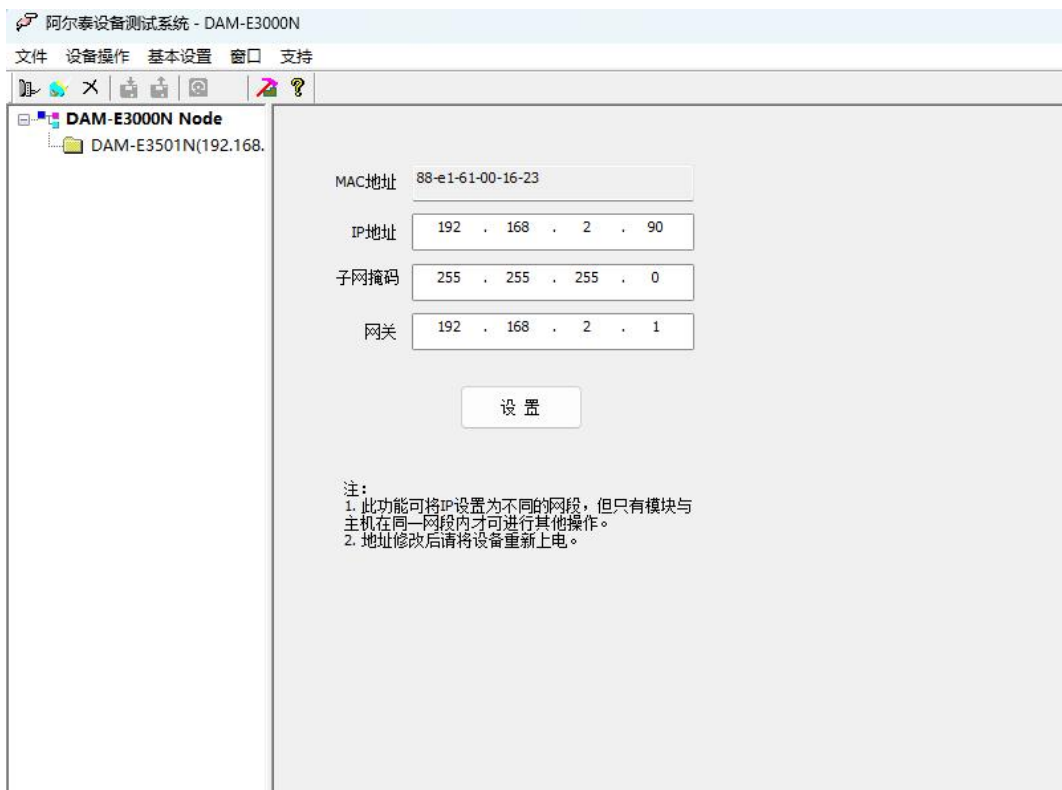 阿尔泰设备测试系统 - DAM-E3000N
文件 设备操作 基本设置 窗口 支持
DAM-E3000N Node
DAM-E3501N(192.168.
MAC地址 88-e1-61-00-16-23
IP地址 192 . 168 . 2 . 90
子网掩码 255 . 255 . 255 . 0
网关 192 . 168 . 2 . 1
设 置
注:
1. 此功能可将IP设置为不同的网段，但只有模块与
主机在同一网段内才可进行其他操作。
2. 地址修改后请将设备重新上电。